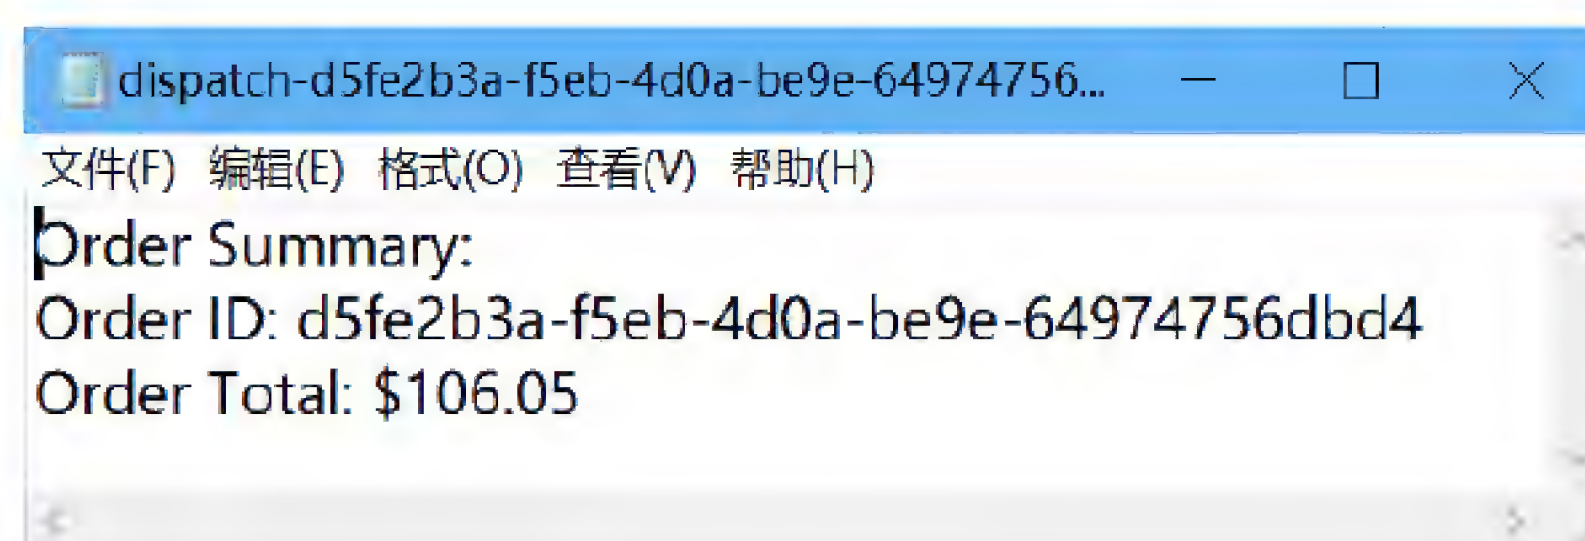 dispatch-d5fe2b3a-f5eb-4d0a-be9e-64974756...
文件(F) 编辑(E) 格式(O) 查看(V) 帮助(H)
Order Summary:
Order ID: d5fe2b3a-f5eb-4d0a-be9e-64974756dbd4
Order Total: $106.05